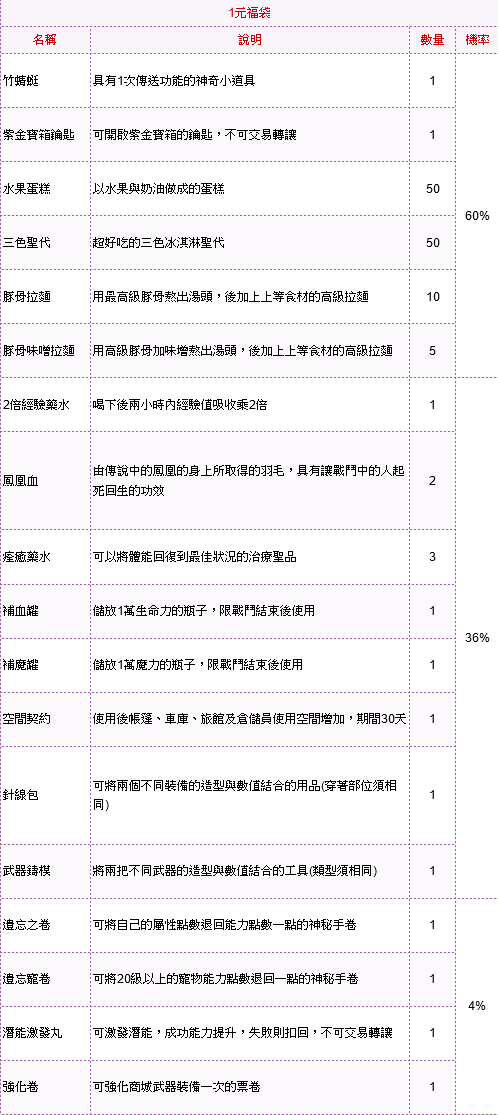 1元福袋
名稱 說明 數量 機率
竹蜻蜓 具有1次傳送功能的神奇小道具 1
紫金寶箱鑰匙 可開啟紫金寶箱的鑰匙，不可交易轉讓 1
水果蛋糕 以水果與奶油做成的蛋糕 50
60%
三色聖代 超好吃的三色冰淇淋聖代 50
豚骨拉麵 用最高級豚骨熬出湯頭，後加上上等食材的高級拉麵 10
豚骨味噌拉麵 用高級豚骨加味增熬出湯頭，後加上上等食材的高級拉麵 5
2倍經驗藥水 喝下後兩小時內經驗值吸收乘2倍 1
鳳凰血 由傳說中的鳳凰的身上所取得的羽毛，具有讓戰鬥中的人起 2
死回生的功效
痊癒藥水 可以將體能回復到最佳狀況的治療聖品 3
補血罐 儲放1萬生命力的瓶子，限戰鬥結束後使用 1
36%
補魔罐 儲放1萬魔力的瓶子，限戰鬥結束後使用 1
空間契約 使用後帳篷、車庫、旅館及倉儲員使用空間增加，期間30天 1
針線包 可將兩個不同裝備的造型與數值結合的用品(穿著部位須相 1
同)
武器鑄模 將兩把不同武器的造型與數值結合的工具(類型須相同) 1
遺忘之卷 可將自己的屬性點數退回能力點數一點的神秘手卷 1
遺忘寵卷 可將20級以上的寵物能力點數退回一點的神秘手卷 1
4%
潛能激發丸 可激發潛能，成功能力提升，失敗則扣回，不可交易轉讓 1
強化卷 可強化商城武器裝備一次的票卷 1